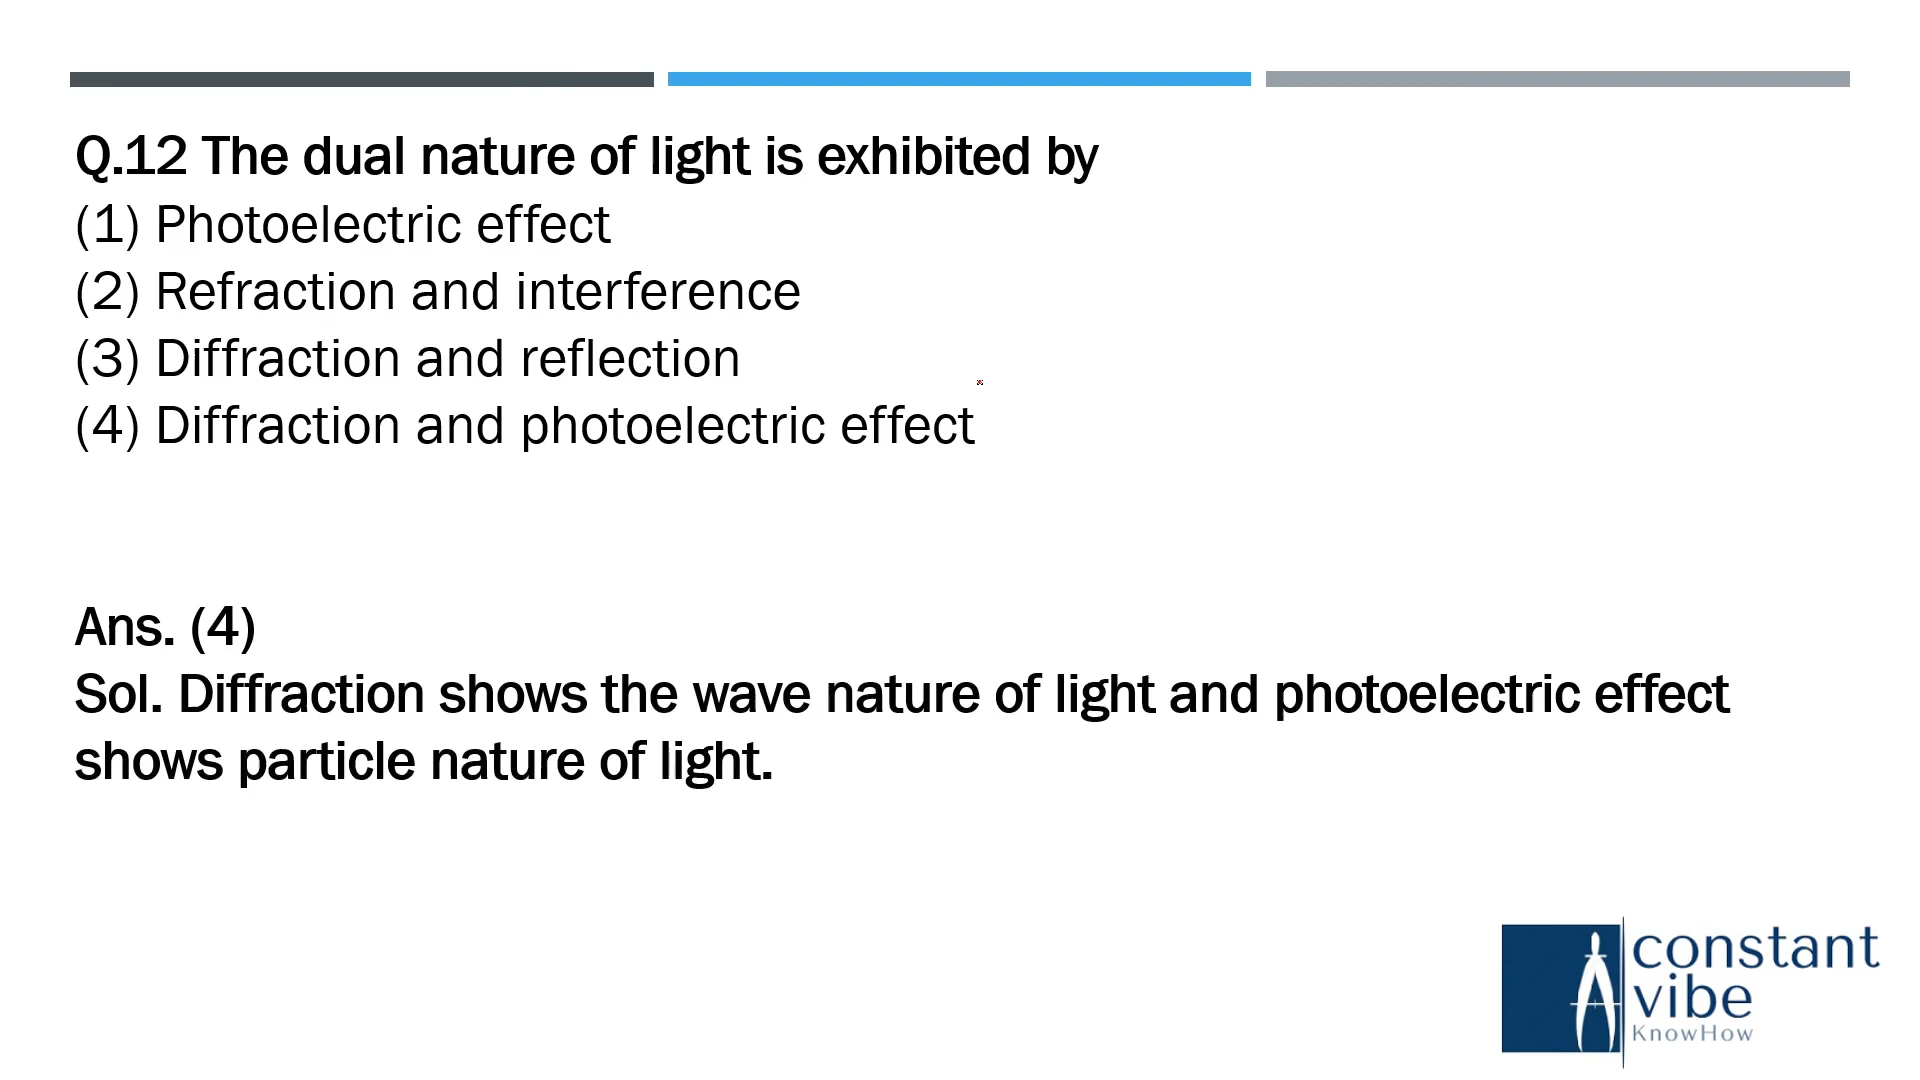 Q.12 The dual nature of light is exhibited by
(1) Photoelectric effect
(2) Refraction and interference
(3) Diffraction and reflection
(4) Diffraction and photoelectric effect
Ans. (4)
Sol. Diffraction shows the wave nature of light and photoelectric effect
shows particle nature of light.
constant
vibe
KnowHow